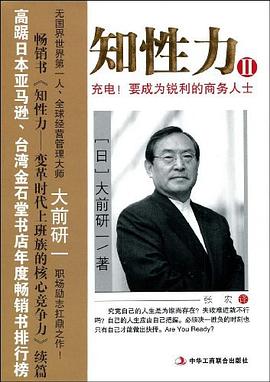 高踞日本亚马逊、台湾金石堂书店年度畅销书排行榜
畅销书《知性力——变革时代上班族的核心竞争力》续篇
无国界世界第一人、全球经营管理大师
大前研一
职场励志扛鼎之作！
知性力Ⅱ
充电！要成为锐利的商务人士
[日]大前研一/著
张宏 译
究竟自己的人生是为谁而存在？失败难道就不行
吗？自己的人生应由自己把握。必须决一胜负的时刻也
只有自己才能做出抉择。Are You Ready?
中华工商联合出版社